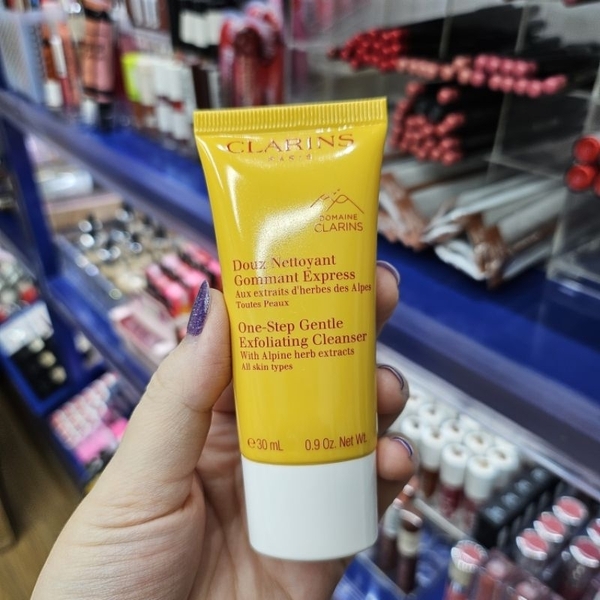 CLARINS
PARIS
DOMAINE
CLARINS
Doux Nettoyant
Gommant Express
Aux extraits d'herbes des Alpes
Toutes Peaux
One-Step Gentle
Exfoliating Cleanser
With Alpine herb extracts
All skin types
℮30 mL 0.9 Oz. Net Wt.